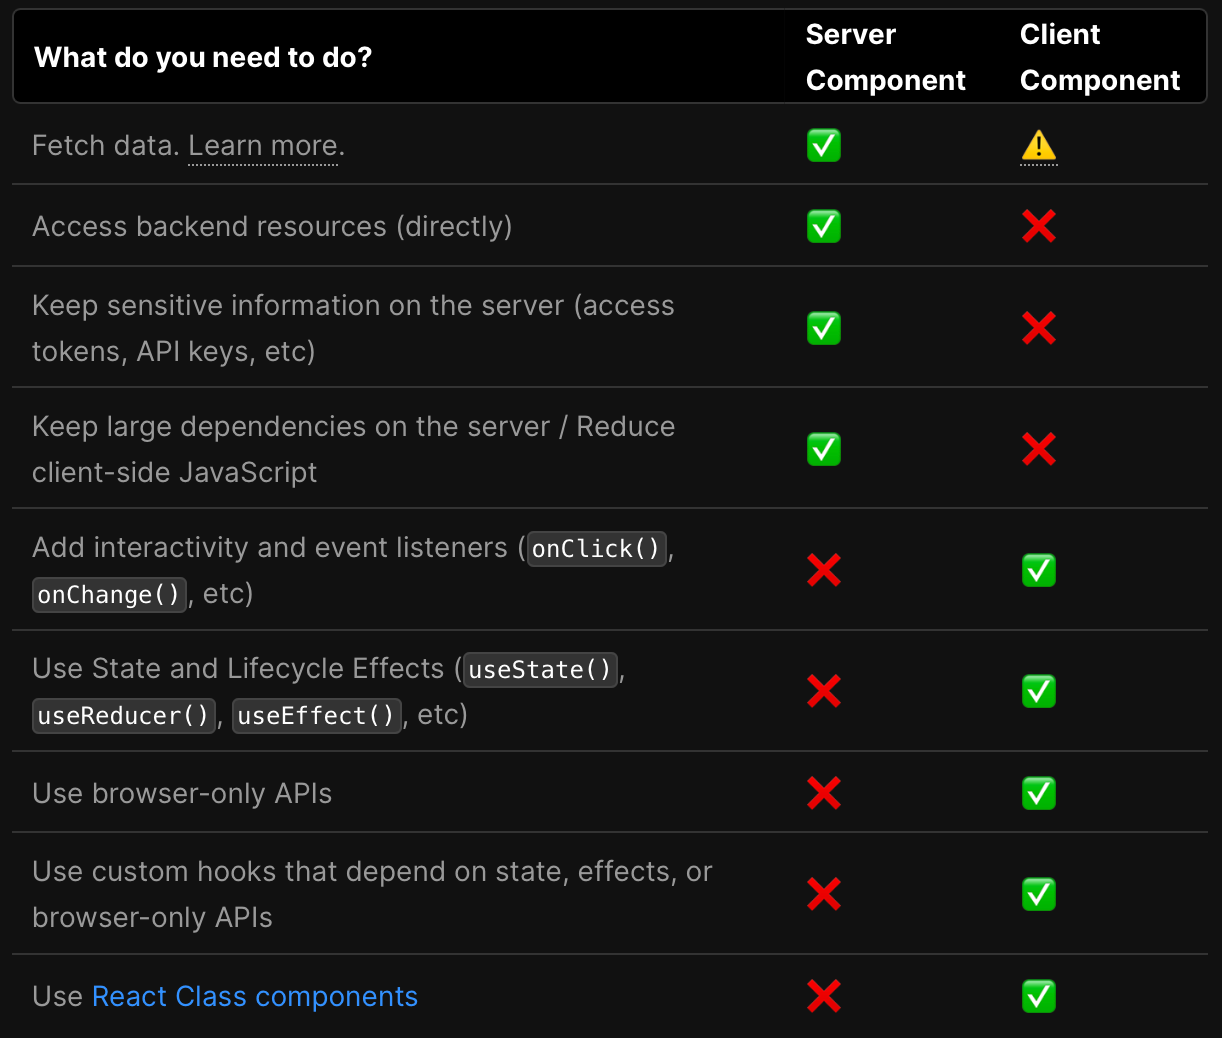 What do you need to do?
Server
Component
Client
Component
Fetch data. Learn more.
Access backend resources (directly)
Keep sensitive information on the server (access
tokens, API keys, etc)
Keep large dependencies on the server / Reduce
client-side JavaScript
Add interactivity and event listeners (onClick(),
onChange(), etc)
Use State and Lifecycle Effects (useState(),
useReducer(), useEffect(), etc)
Use browser-only APIs
Use custom hooks that depend on state, effects, or
browser-only APIs
Use React Class components